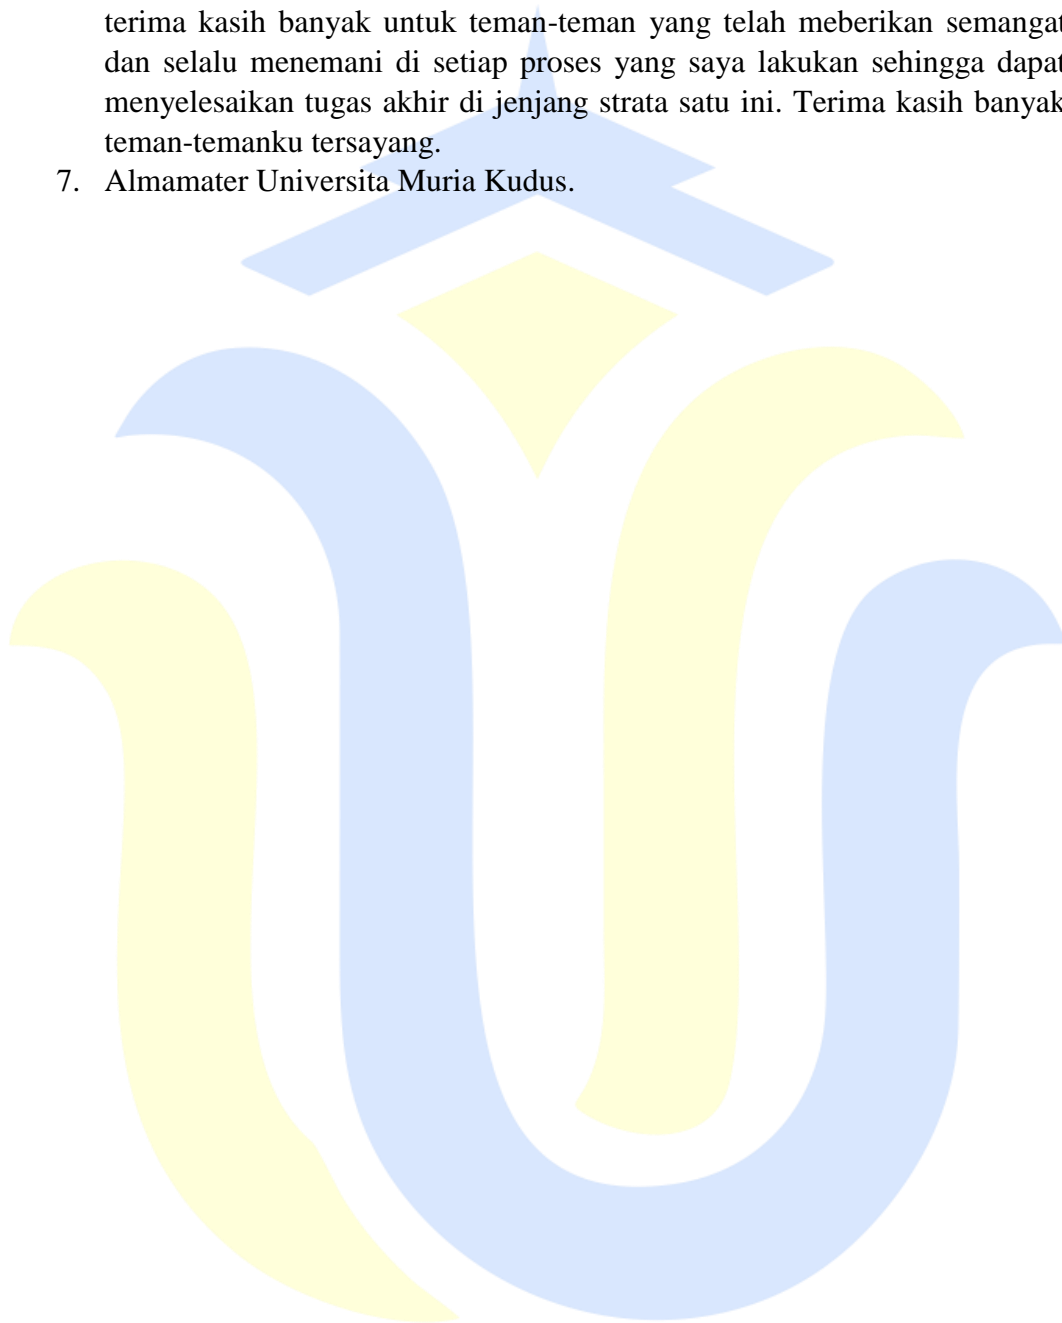 terima kasih banyak untuk teman-teman yang telah meberikan semangat
dan selalu menemani di setiap proses yang saya lakukan sehingga dapat
menyelesaikan tugas akhir di jenjang strata satu ini. Terima kasih banyak
teman-temanku tersayang.
7. Almamater Universita Muria Kudus.